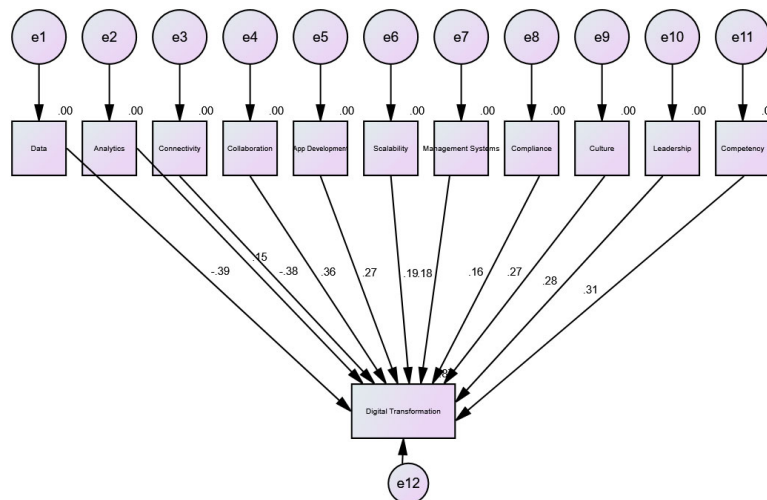 e1 e2 e3 e4 e5 e6 e7 e8 e9 e10 e11
.00 .00 .00 .00 .00 .00 .00 .00 .00 .00
Data Analytics Connectivity Collaboration App Development Scalability Management Systems Compliance Culture Leadership Competency
-.39 .15 -.38 .36 .27 .19 .18 .16 .27 .28 .31
Digital Transformation
e12